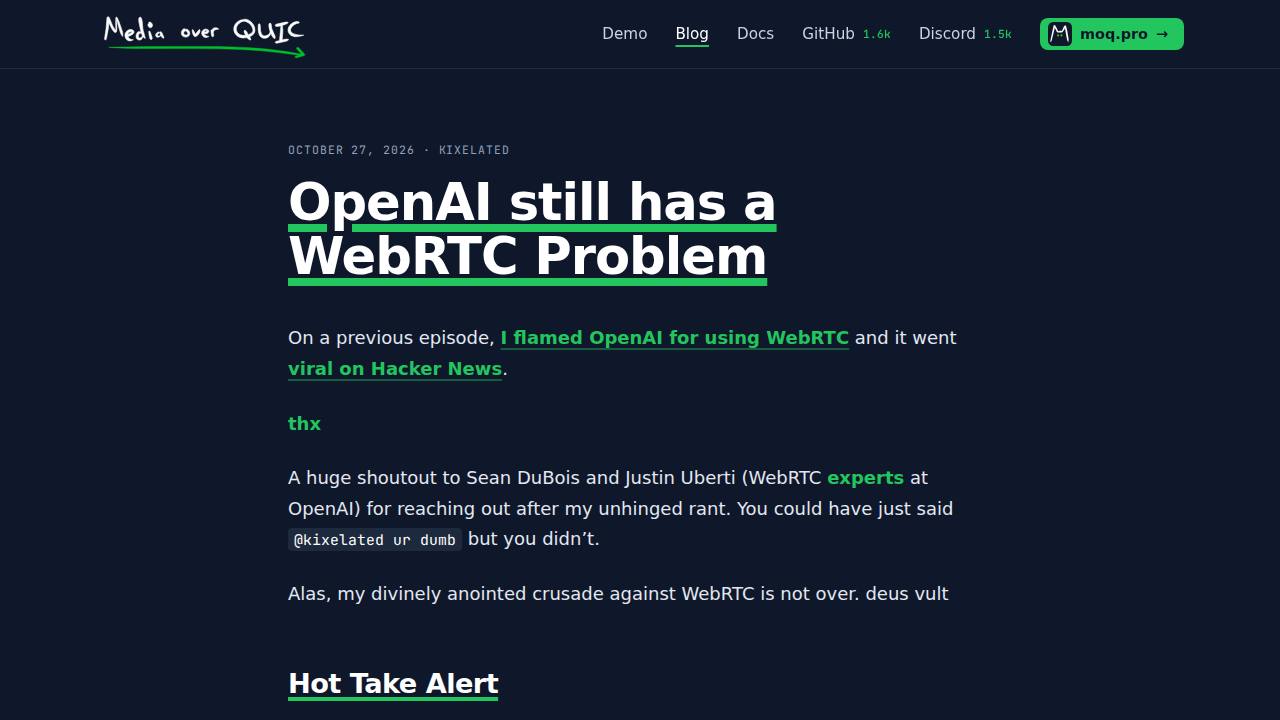 Media over QUIC
Demo Blog Docs GitHub 1.6k Discord 1.5k moq.pro →
OCTOBER 27, 2026 · KIXELATED
OpenAI still has a
WebRTC Problem
On a previous episode, I flamed OpenAI for using WebRTC and it went
viral on Hacker News.
thx
A huge shoutout to Sean DuBois and Justin Uberti (WebRTC experts at
OpenAI) for reaching out after my unhinged rant. You could have just said
@kixelated ur dumb but you didn’t.
Alas, my divinely anointed crusade against WebRTC is not over. deus vult
Hot Take Alert